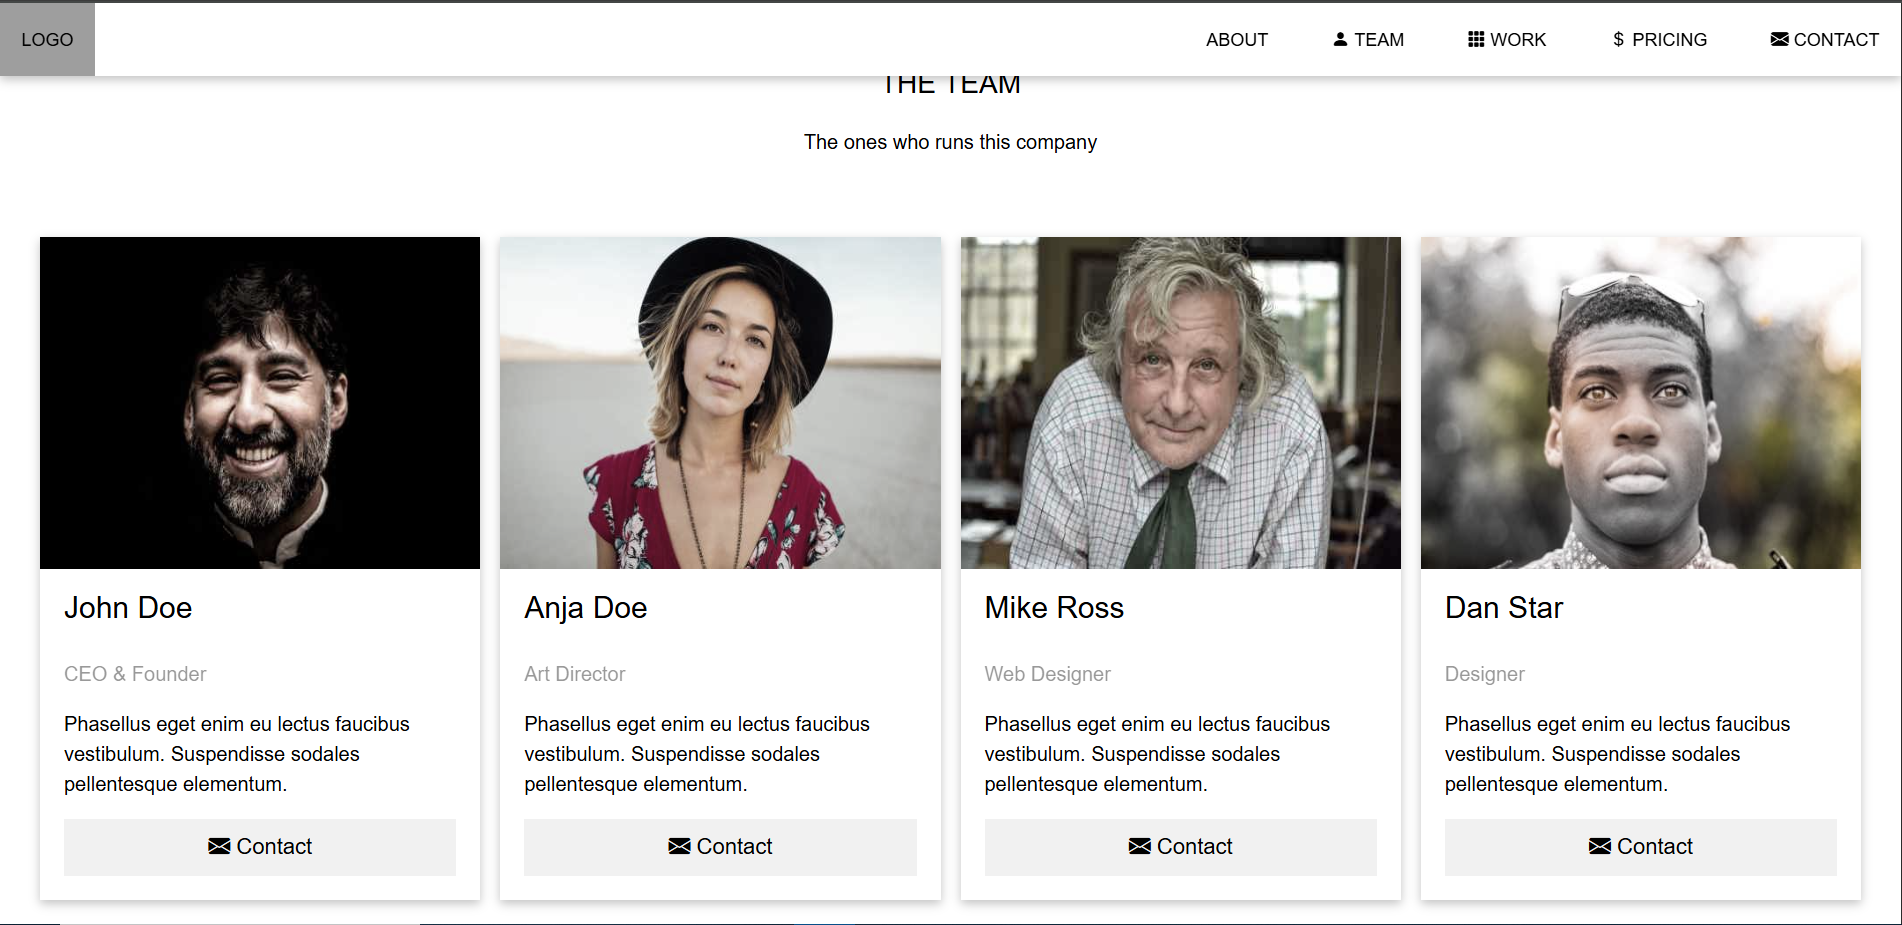 LOGO
ABOUT
TEAM
WORK
$ PRICING
CONTACT
THE TEAM
The ones who runs this company
John Doe
CEO & Founder
Phasellus eget enim eu lectus faucibus
vestibulum. Suspendisse sodales
pellentesque elementum.
Contact
Anja Doe
Art Director
Phasellus eget enim eu lectus faucibus
vestibulum. Suspendisse sodales
pellentesque elementum.
Contact
Mike Ross
Web Designer
Phasellus eget enim eu lectus faucibus
vestibulum. Suspendisse sodales
pellentesque elementum.
Contact
Dan Star
Designer
Phasellus eget enim eu lectus faucibus
vestibulum. Suspendisse sodales
pellentesque elementum.
Contact